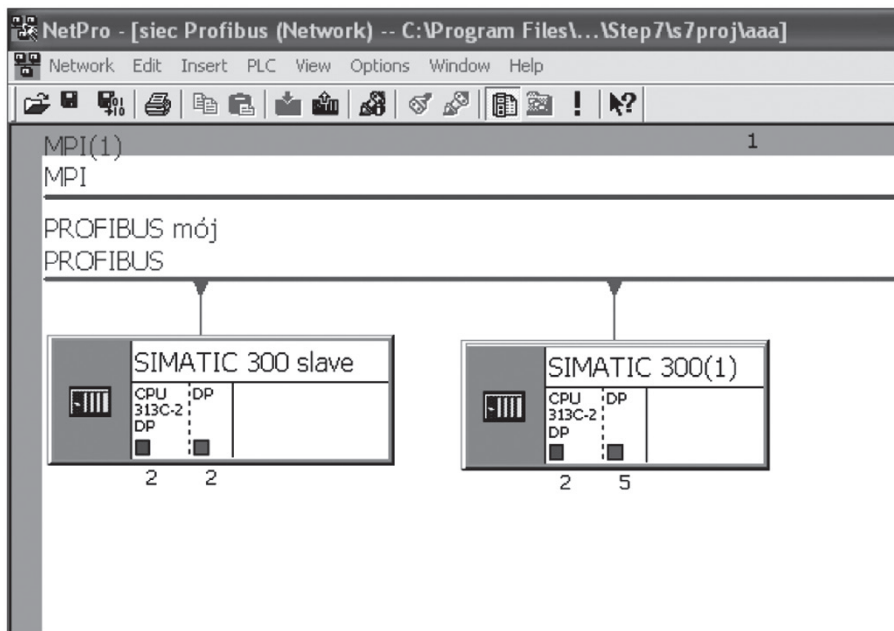 NetPro - [siec Profibus (Network) -- C:\Program Files\...\Step7\s7proj\aaa]
Network Edit Insert PLC View Options Window Help
1
MPI(1)
MPI
PROFIBUS mój
PROFIBUS
SIMATIC 300 slave
CPU
313C-2
DP
DP
2 2
SIMATIC 300(1)
CPU
313C-2
DP
DP
2 5